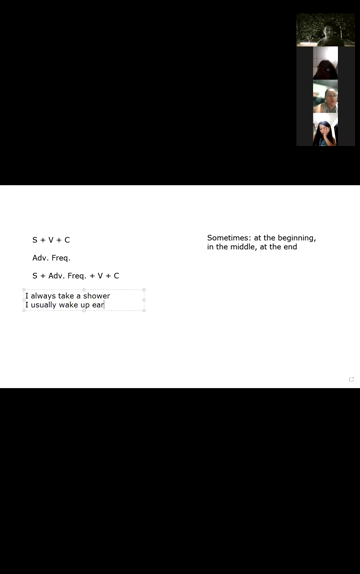 S + V + C
Adv. Freq.
S + Adv. Freq. + V + C
I always take a shower
I usually wake up ear
Sometimes: at the beginning,
in the middle, at the end
12